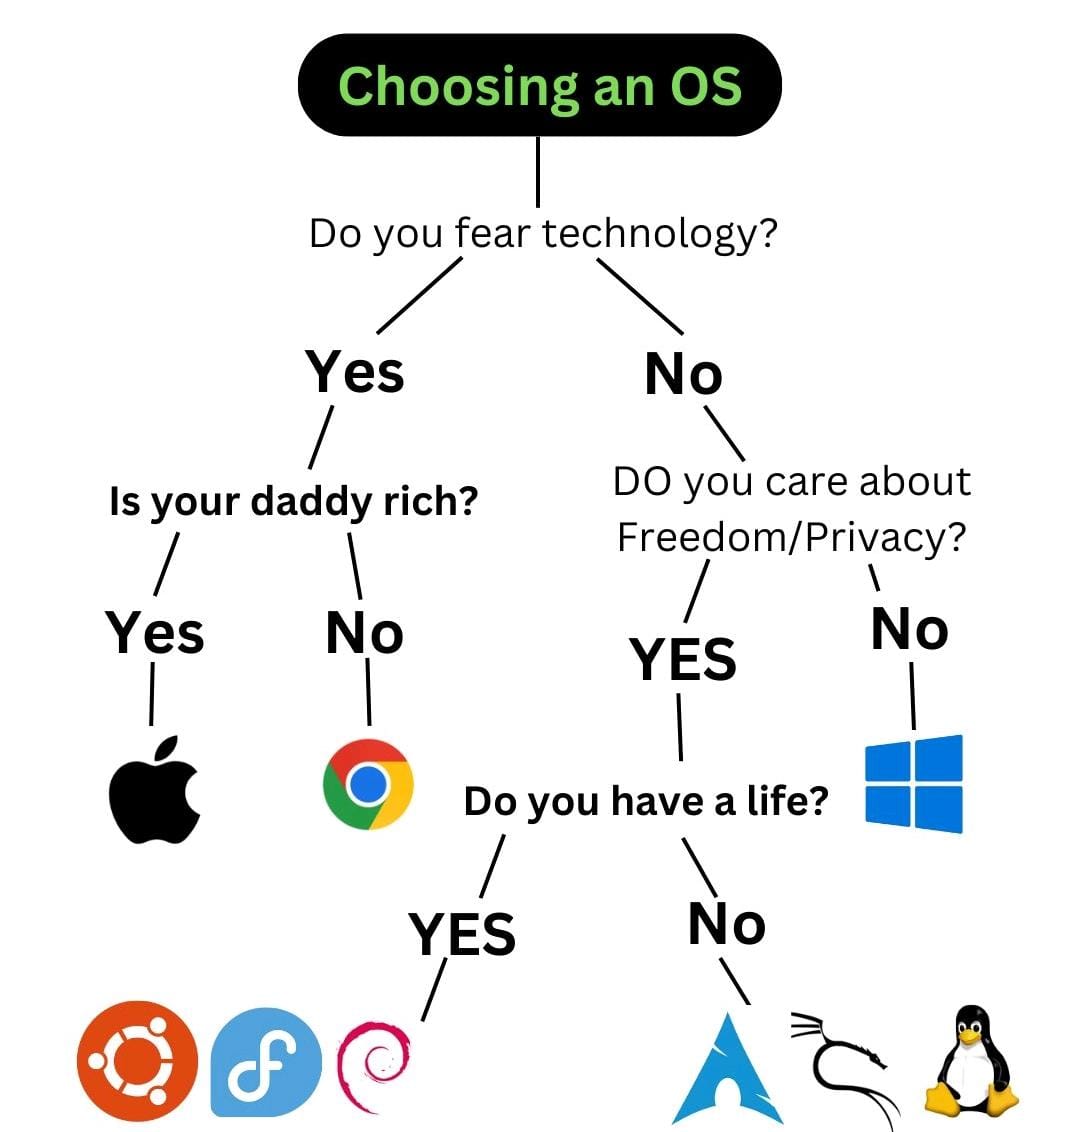 Choosing an OS
Do you fear technology?
Yes
No
Is your daddy rich?
DO you care about
Freedom/Privacy?
Yes
No
YES
No
Do you have a life?
YES
No